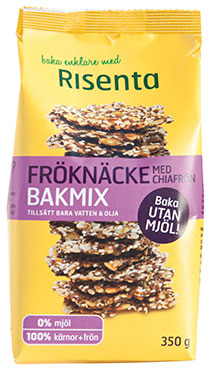 baka enklare med
Risenta
FRÖKNÄCKE MED
CHIAFRÖN
BAKMIX
TILLSÄTT BARA VATTEN & OLJA
Baka
UTAN
MJÖL!
0% mjöl
100% kärnor+frön
350 g